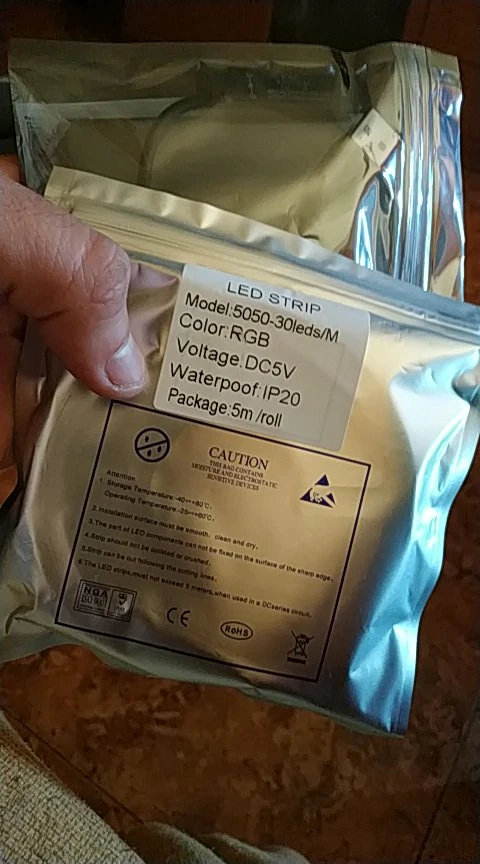 LED STRIP
Model:5050-30leds/M
Color:RGB
Voltage:DC5V
Waterpoof:IP20
Package:5m /roll
CAUTION
THIS BAG CONTAINS
MOISTURE AND ELECTROSTATIC
SENSITIVE DEVICES
Attention
1. Storage Temperature:-40~+80°C,
Operating Temperature:-25~+60°C,
2. Installation surface must be smooth, clean and dry,
3.The part of LED components can not be fixed on the surface of the sharp edge,
4.Strip should not be collided or crushed,
5.Strip can be cut following the cutting lines,
6.The LED strips,must not exceed 5 meters,when used in a DCseries circuit.
NQA
CE
RoHS